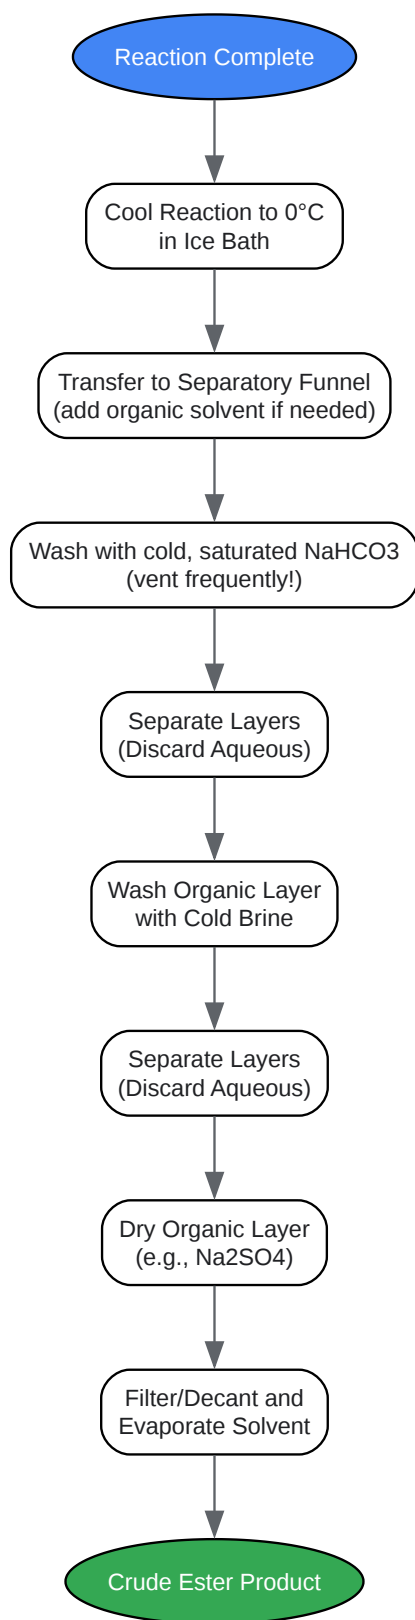 Reaction Complete
Cool Reaction to 0°C
in Ice Bath
Transfer to Separatory Funnel
(add organic solvent if needed)
Wash with cold, saturated NaHCO3
(vent frequently!)
Separate Layers
(Discard Aqueous)
Wash Organic Layer
with Cold Brine
Separate Layers
(Discard Aqueous)
Dry Organic Layer
(e.g., Na2SO4)
Filter/Decant and
Evaporate Solvent
Crude Ester Product